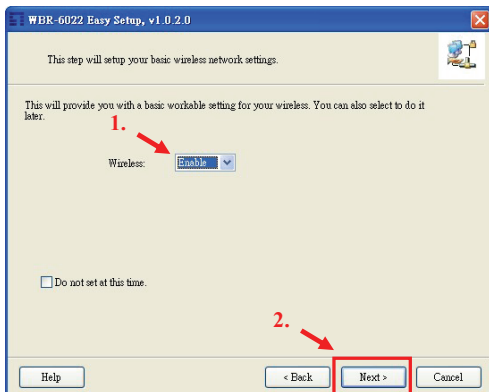 WBR-6022 Easy Setup, v1.0.2.0
This step will setup your basic wireless network settings.
This will provide you with a basic workable setting for your wireless. You can also select to do it
later.
1.
Wireless: Enable
Do not set at this time.
2.
Help < Back Next > Cancel